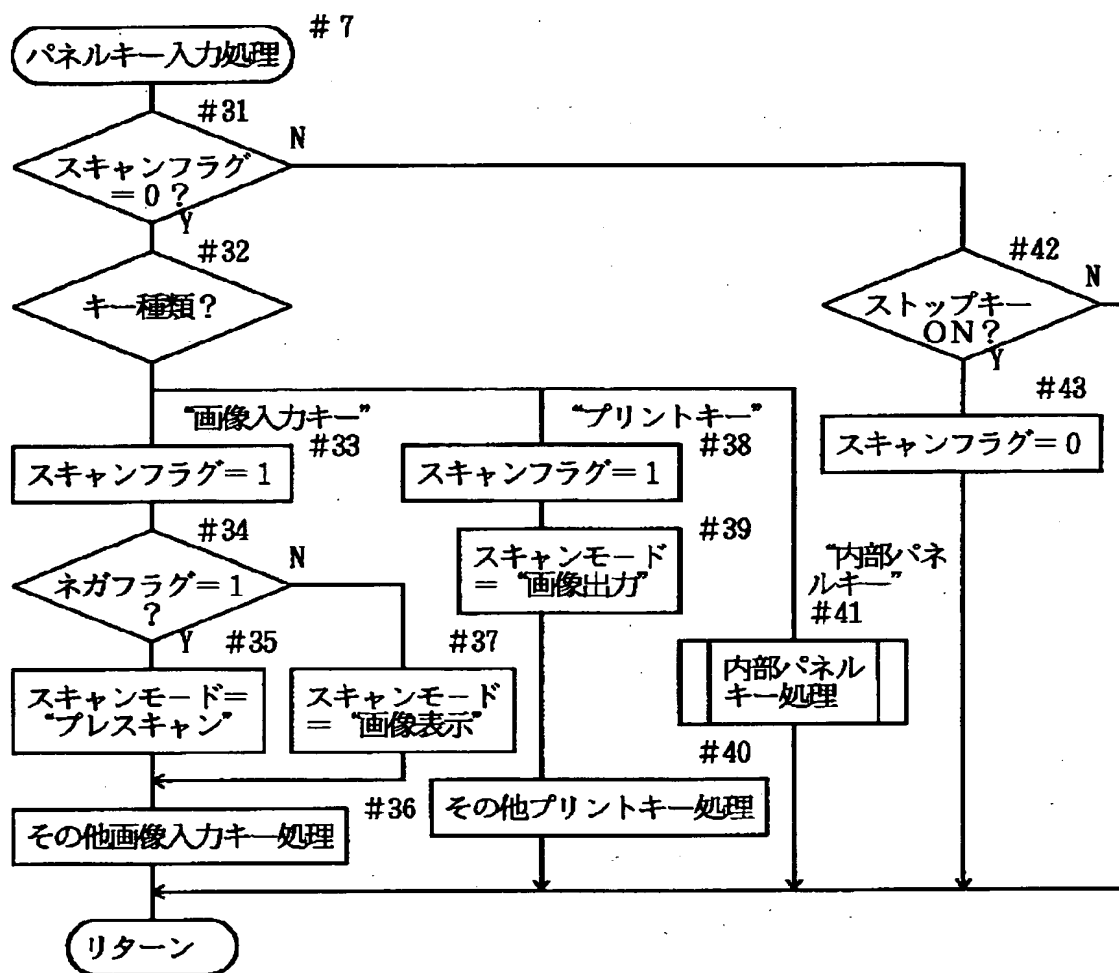 #7
パネルキー入力処理
#31
N
スキャンフラグ
=0?
Y
#32
キー種類?
#42
N
ストップキー
ON?
Y
#43
スキャンフラグ=0
“画像入力キー”
#33
スキャンフラグ=1
“プリントキー”
#38
スキャンフラグ=1
#34
N
ネガフラグ=1
?
Y
#39
スキャンモード
=“画像出力”
“内部パネ
ルキー”
#41
内部パネル
キー処理
#35
スキャンモード=
“プレスキャン”
#37
スキャンモード
=“画像表示”
#40
その他プリントキー処理
#36
その他画像入力キー処理
リターン